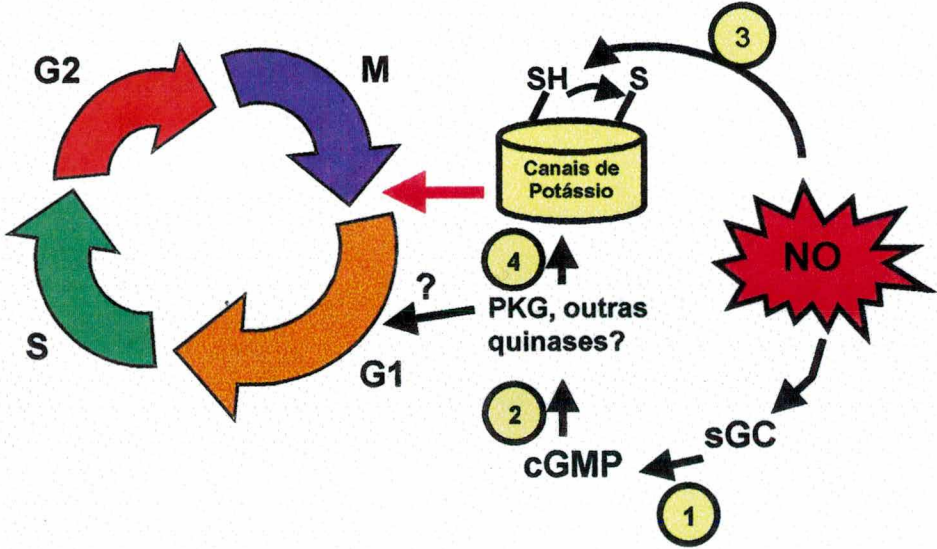 G2
M
S
G1
?
SH
S
3
Canais de
Potássio
NO
4
PKG, outras
quinases?
2
sGC
cGMP
1